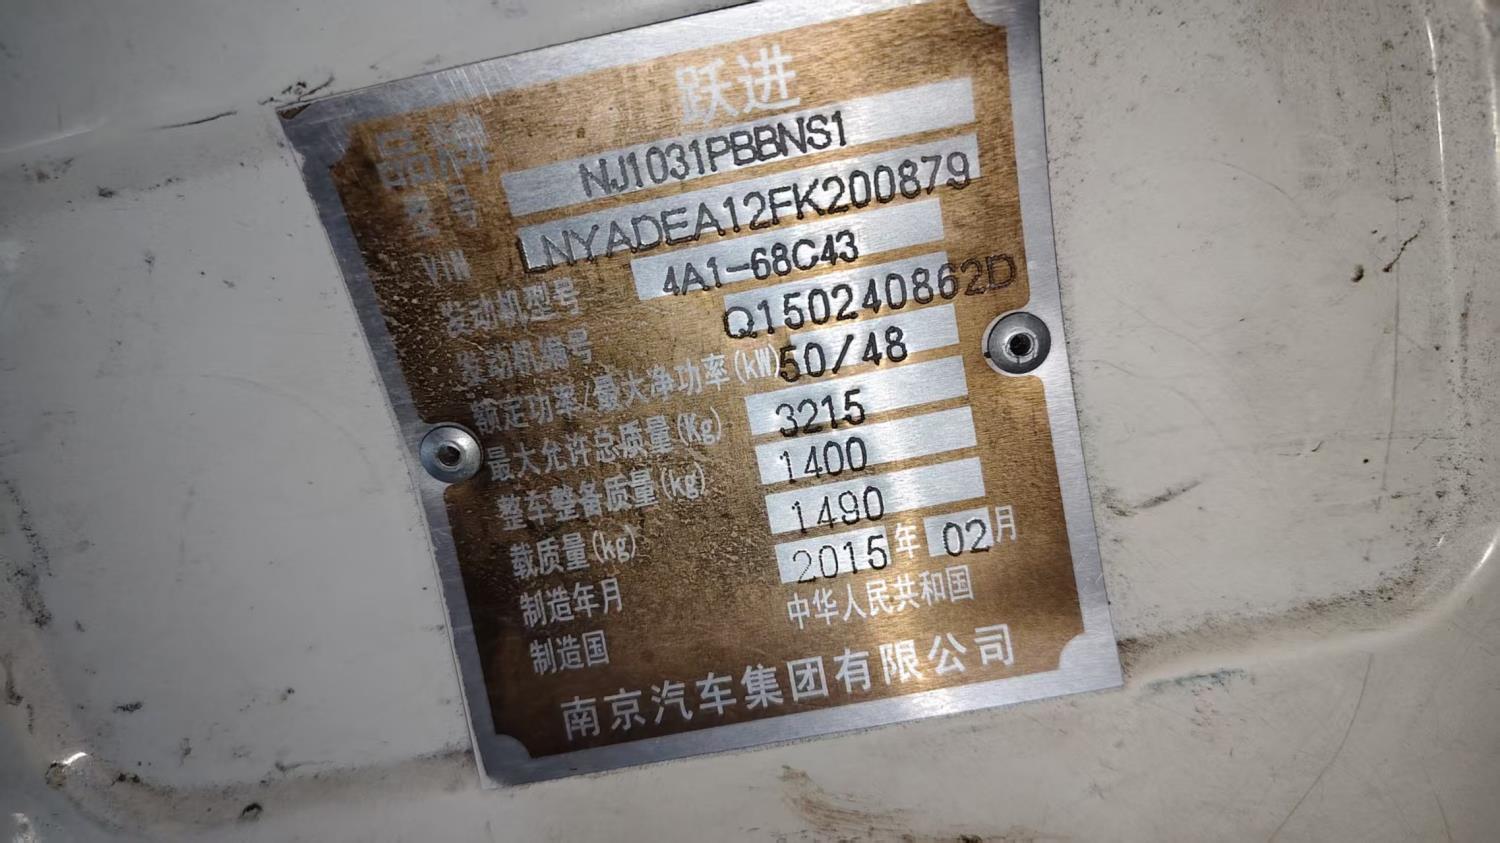 品牌 跃进
型号 NJ1031PBBNS1
VIN LNYADEA12FK200879
发动机型号 4A1-68C43
发动机编号 Q150240862D
额定功率/最大净功率(kW) 50/48
最大允许总质量(Kg) 3215
整车整备质量(kg) 1400
载质量(kg) 1490
制造年月 2015年02月
制造国 中华人民共和国
南京汽车集团有限公司